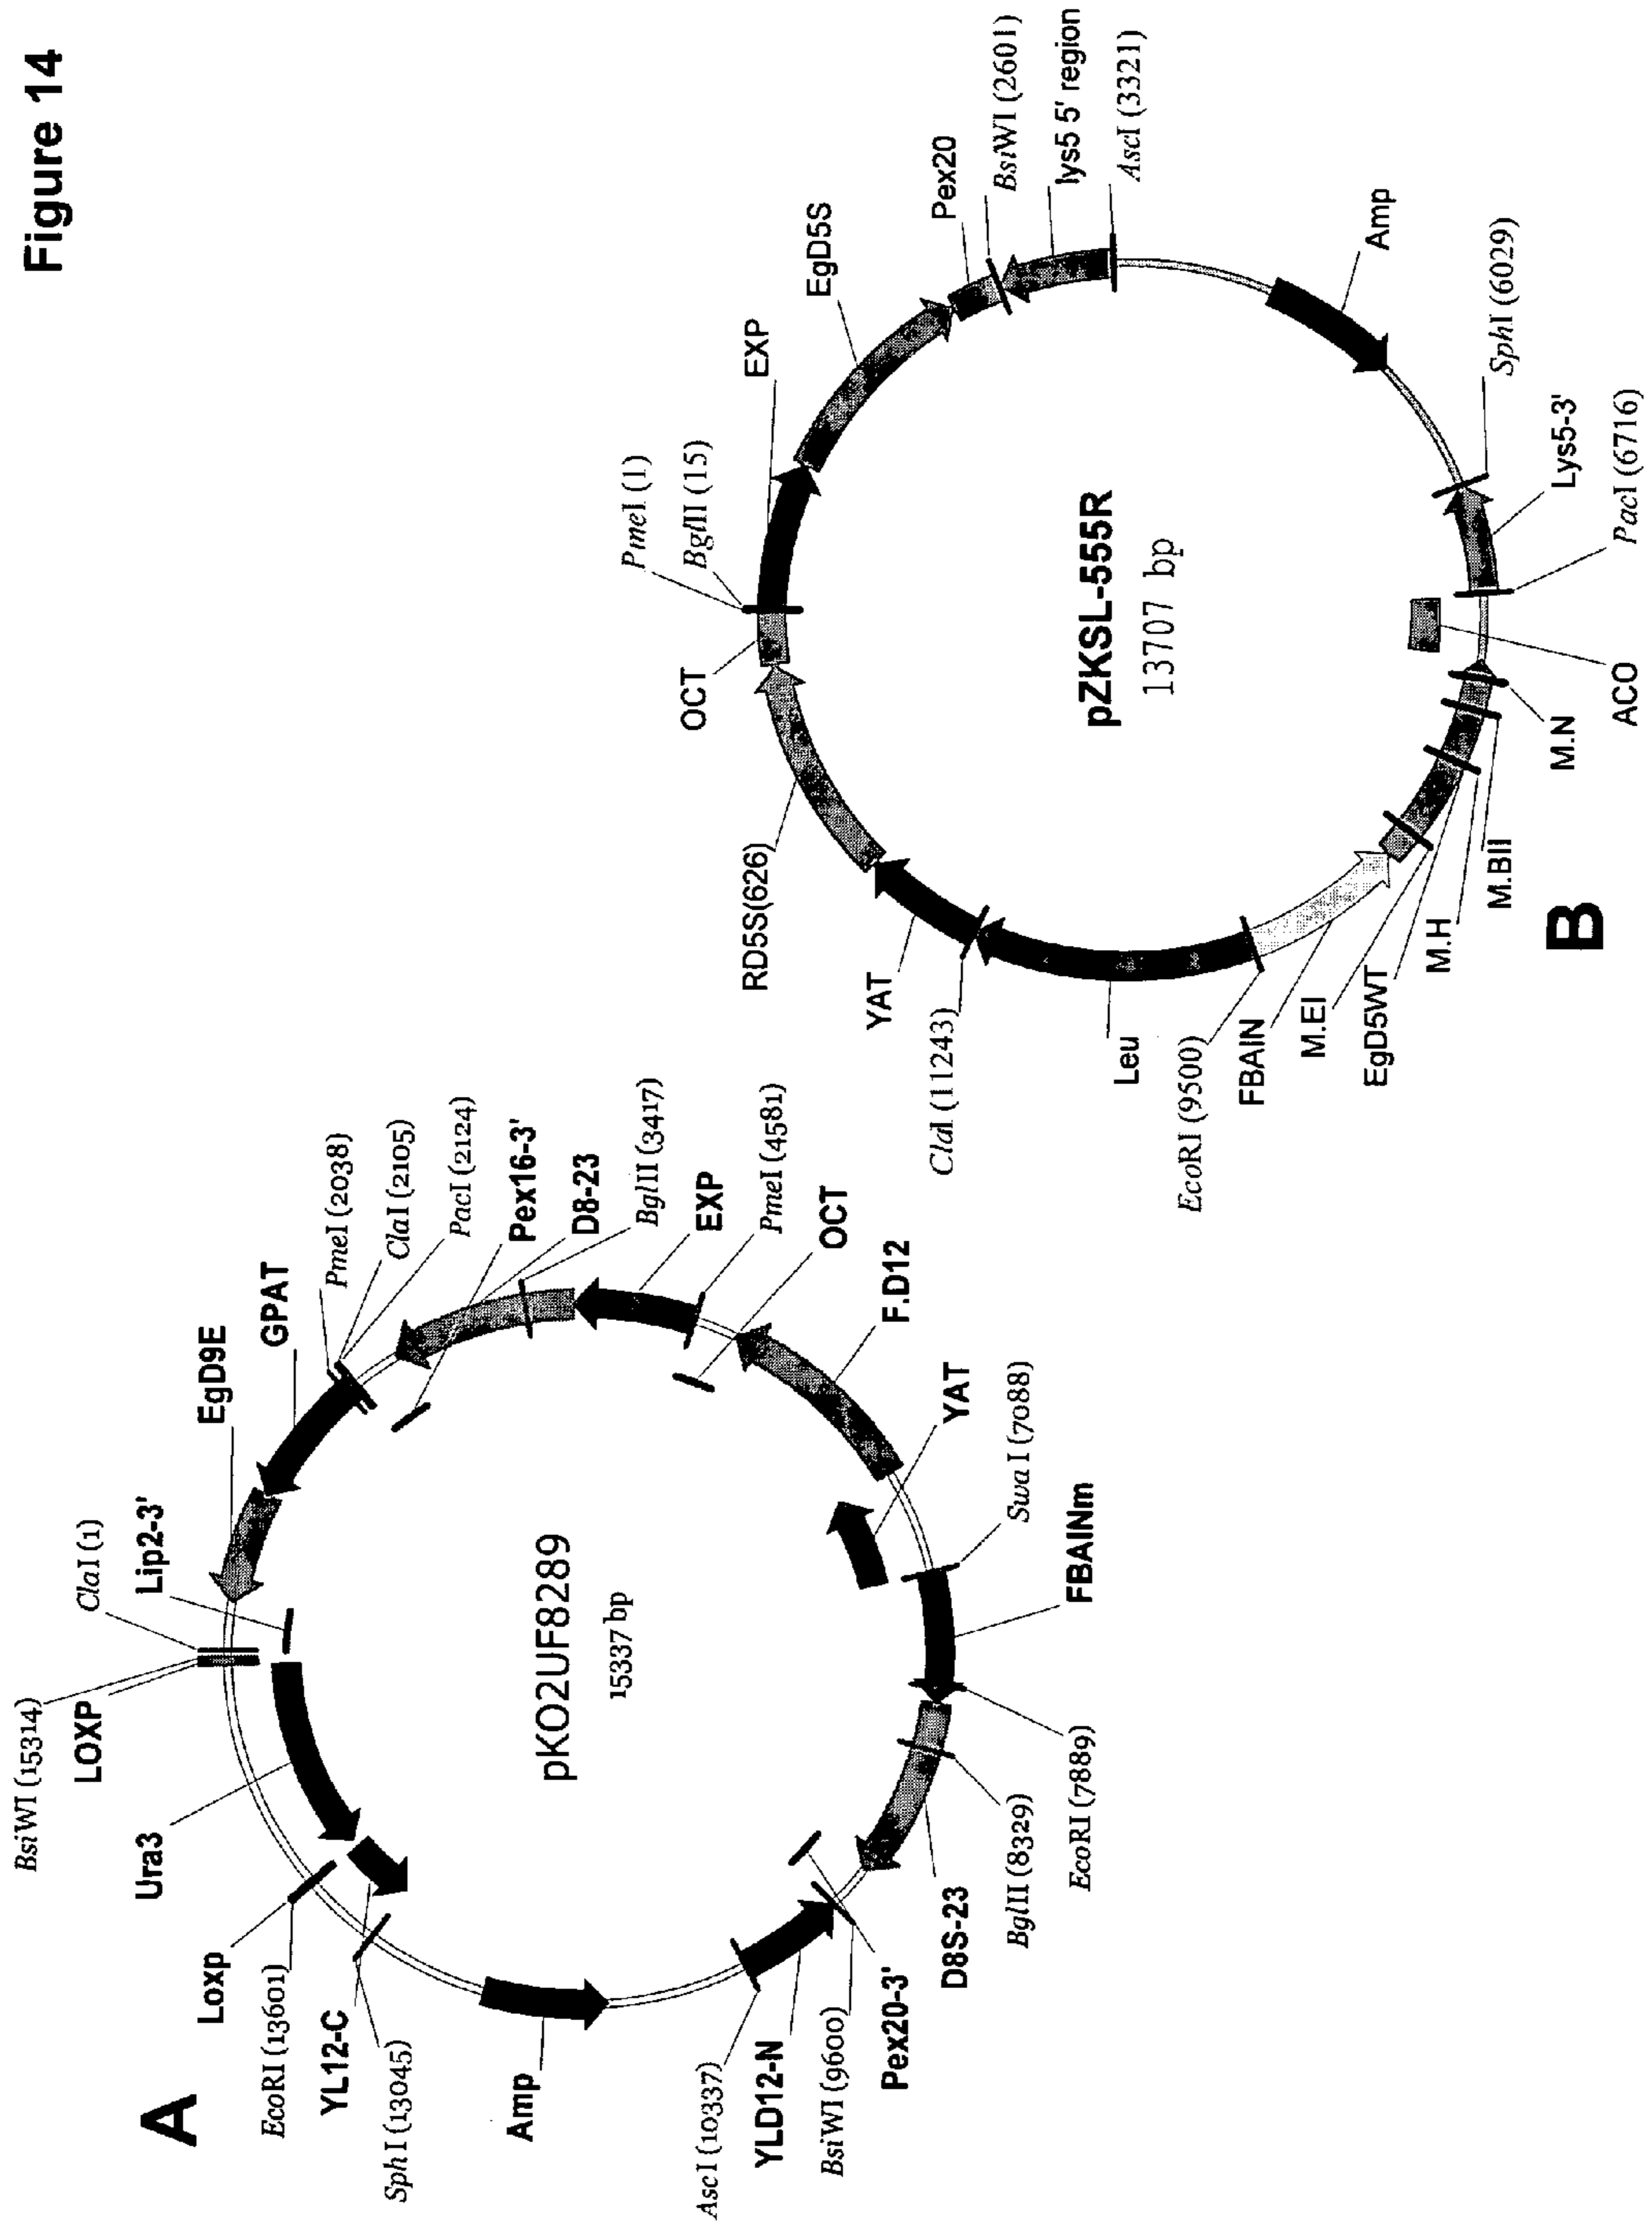 Figure 14
A
BsiWI (15314)
LOXP
ClaI (1)
Lip2-3'
EgD9E
GPAT
PmeI (2038)
ClaI (2105)
PacI (2124)
Pex16-3'
D8-23
BglII (3417)
EXP
PmeI (4581)
OCT
F.D12
YAT
SwaI (7088)
FBAINm
EcoRI (7889)
BglII (8329)
D8S-23
Pex20-3'
BsiWI (9600)
YLD12-N
AscI (10337)
Amp
SphI (13045)
YL12-C
EcoRI (13601)
Loxp
Ura3
pKO2UF8289
15337 bp
B
PmeI (1)
BglII (15)
EXP
EgD5S
Pex20
BsiWI (2601)
lys5 5' region
AscI (3321)
Amp
SphI (6029)
Lys5-3'
PacI (6716)
ACO
M.N
M.BII
M.H
EgD5WT
M.EI
FBAIN
EcoRI (9500)
Leu
ClaI (11243)
YAT
RD5S(626)
OCT
pZKSL-555R
13707 bp